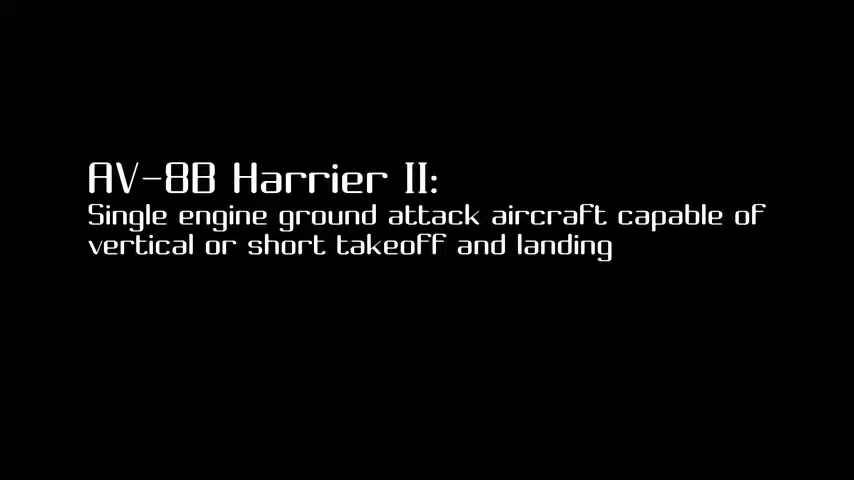 AV-8B Harrier II:
Single engine ground attack aircraft capable of
vertical or short takeoff and landing